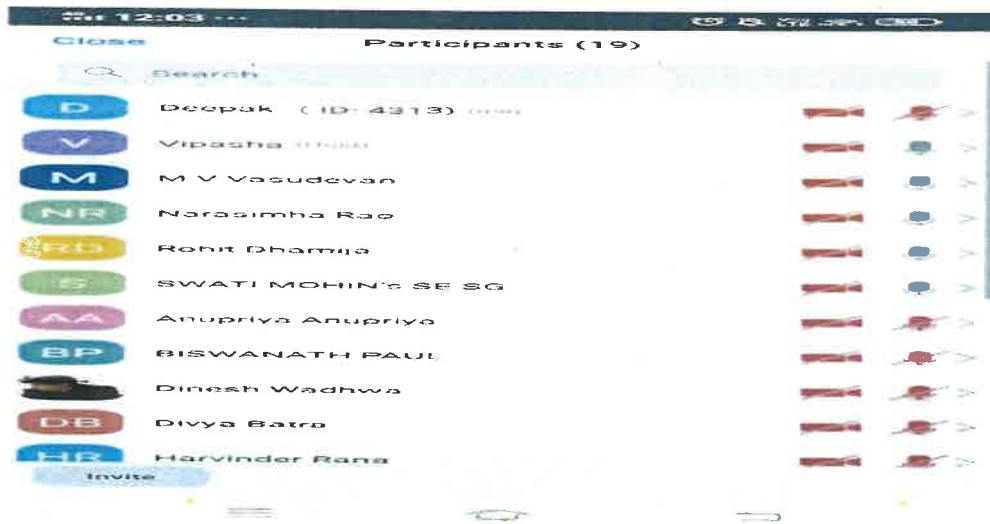 12:03
Close Participants (19)
Search
D Deepak ( ID: 4313)
V Vipasha
M M V Vasudevan
NR Narasimha Rao
RD Rohit Dhamija
S SWATI MOHIN's SE SG
AA Anupriya Anupriya
BP BISWANATH PAUL
Dinesh Wadhwa
DB Divya Batra
HR Harvinder Rana
Invite